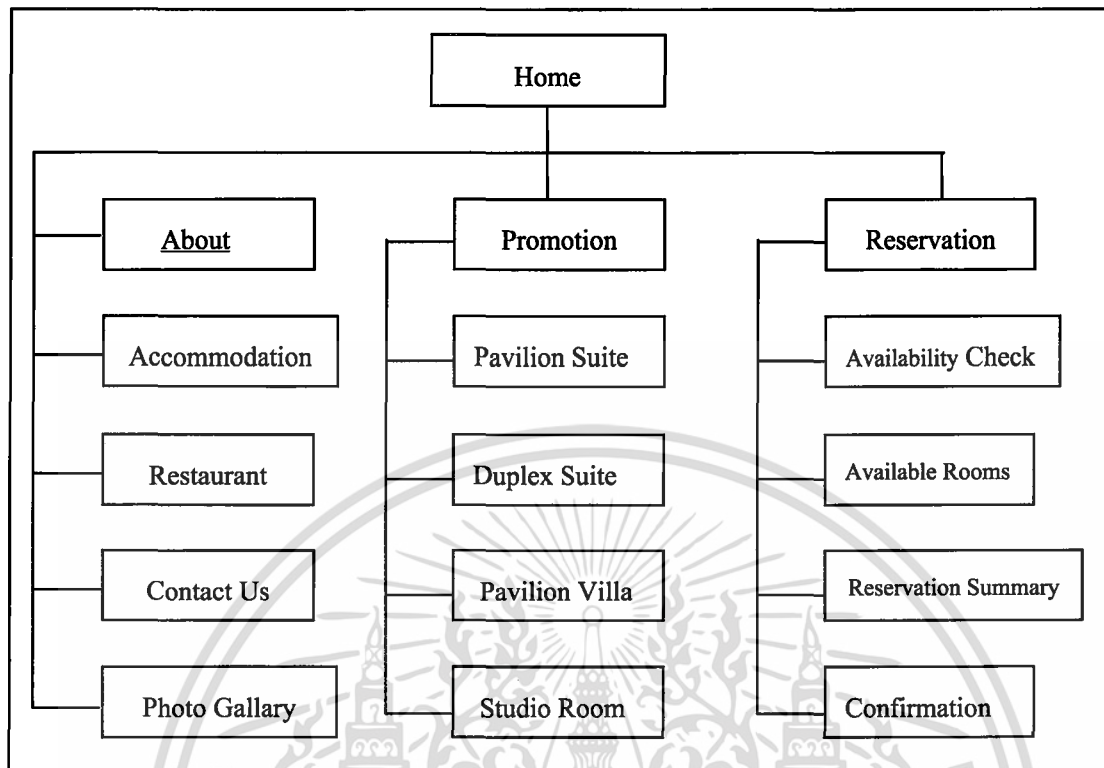 Home
About
Accommodation
Restaurant
Contact Us
Photo Gallary
Promotion
Pavilion Suite
Duplex Suite
Pavilion Villa
Studio Room
Reservation
Availability Check
Available Rooms
Reservation Summary
Confirmation